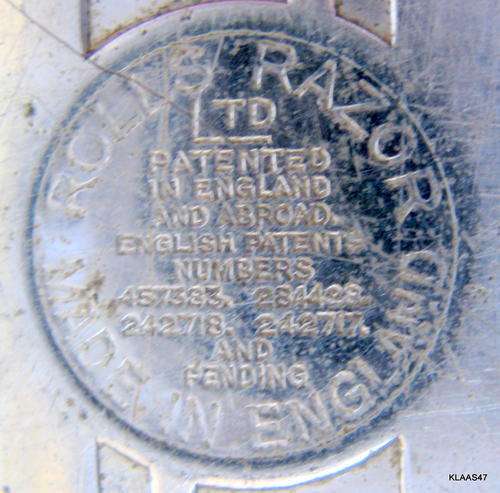 ROLLS RAZOR
LTD
PATENTED
IN ENGLAND
AND ABROAD.
ENGLISH PATENTS
NUMBERS
457383. 284428.
242718. 242717.
AND
PENDING
MADE IN ENGLAND
KLAAS47